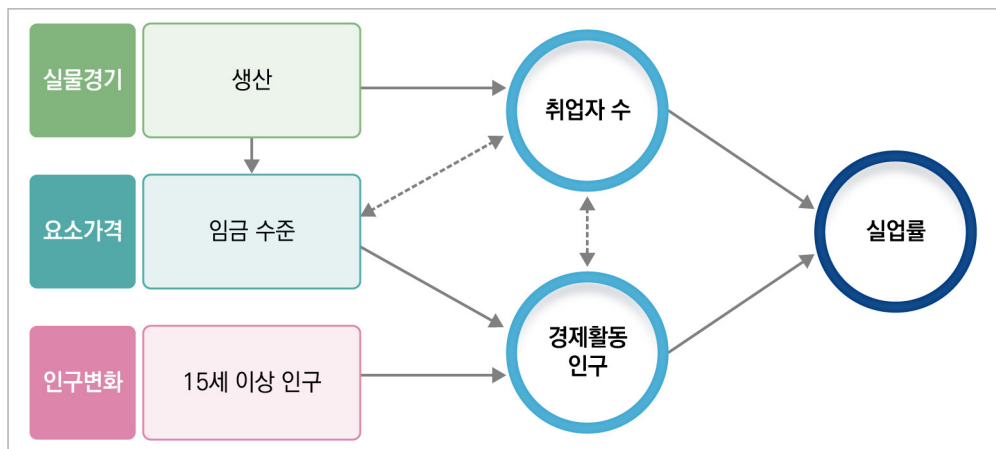 실물경기
생산
취업자 수
요소가격
임금 수준
실업률
경제활동
인구
인구변화
15세 이상 인구